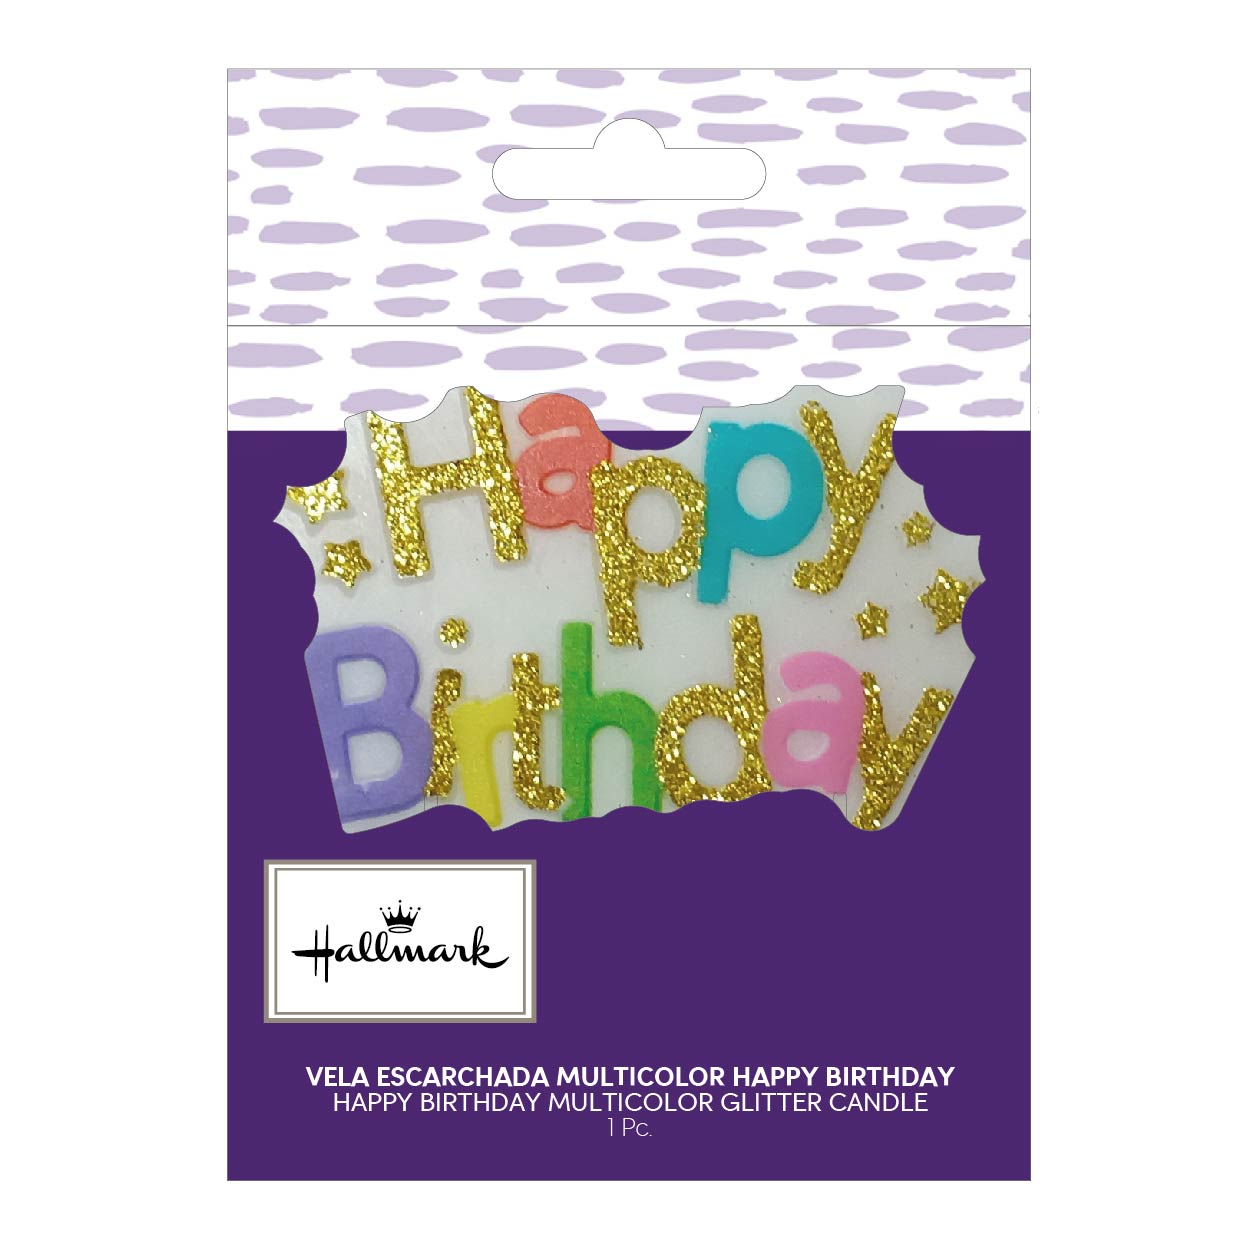 Happy
Birthday
Hallmark
VELA ESCARCHADA MULTICOLOR HAPPY BIRTHDAY
HAPPY BIRTHDAY MULTICOLOR GLITTER CANDLE
1 Pc.